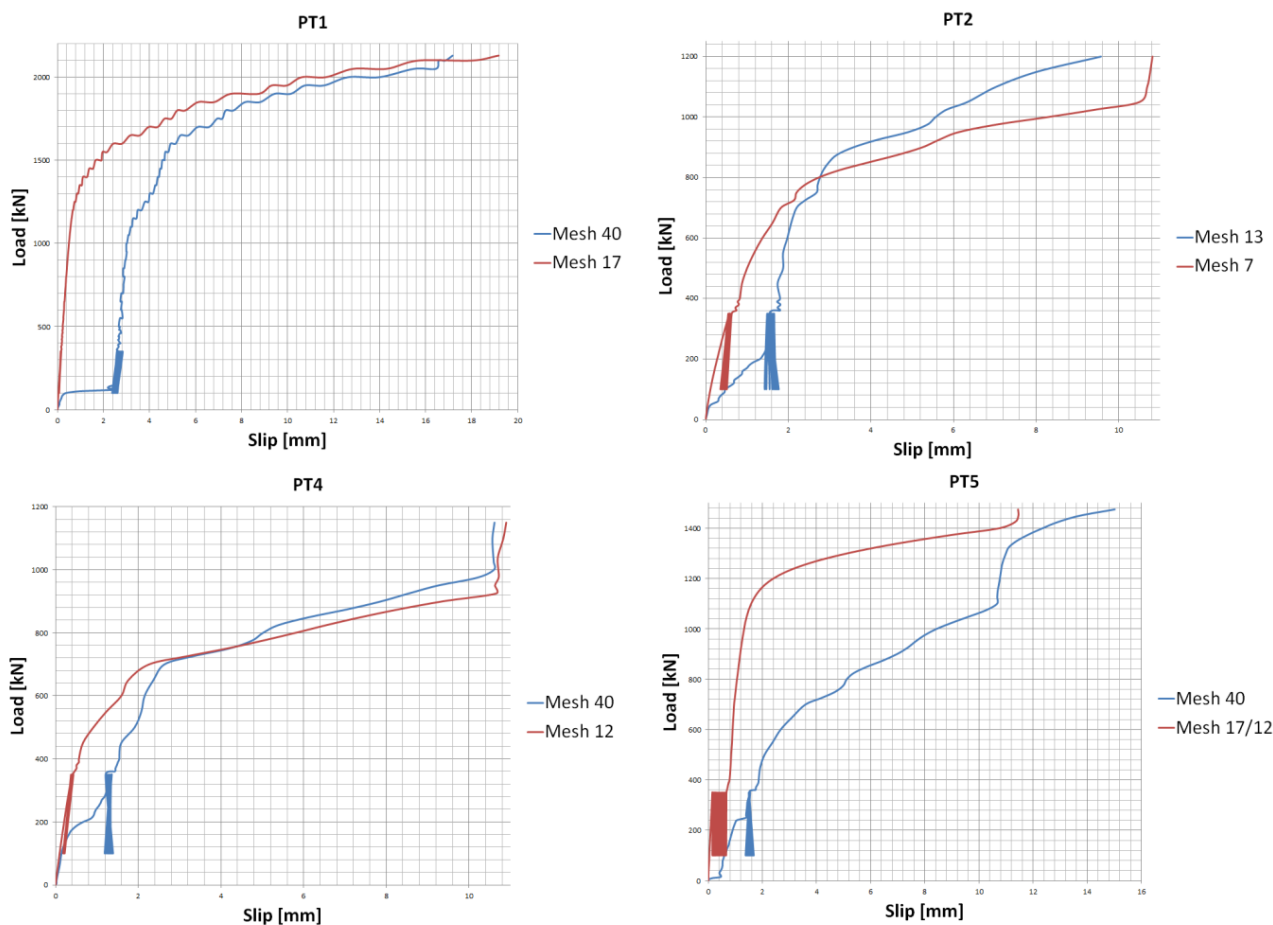 PT1
Load [kN]
2000
1500
1000
500
0
0 2 4 6 8 10 12 14 16 18 20
Slip [mm]
Mesh 40
Mesh 17
PT2
Load [kN]
1200
1000
800
600
400
200
0
0 2 4 6 8 10
Slip [mm]
Mesh 13
Mesh 7
PT4
Load [kN]
1200
1000
800
600
400
200
0
0 2 4 6 8 10
Slip [mm]
Mesh 40
Mesh 12
PT5
Load [kN]
1400
1200
1000
800
600
400
200
0
0 2 4 6 8 10 12 14 16
Slip [mm]
Mesh 40
Mesh 17/12